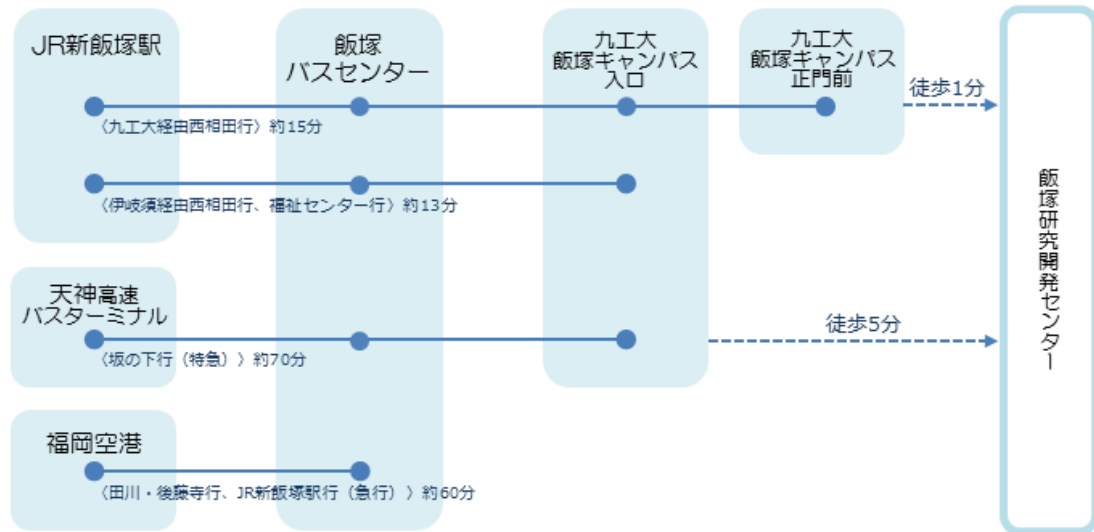 JR新飯塚駅
飯塚
バスセンター
九工大
飯塚キャンパス
入口
九工大
飯塚キャンパス
正門前
徒歩1分
〈九工大経由西相田行〉約15分
〈伊岐須経由西相田行、福祉センター行〉約13分
天神高速
バスターミナル
〈坂の下行（特急）〉約70分
徒歩5分
福岡空港
〈田川・後藤寺行、JR新飯塚駅行（急行）〉約60分
飯塚研究開発センター